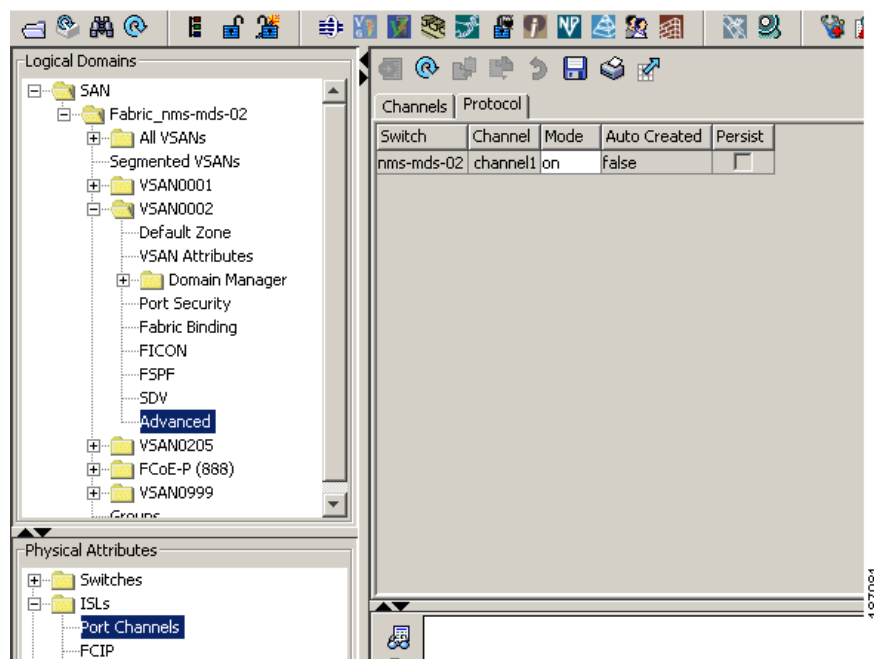 Logical Domains
SAN
Fabric_nms-mds-02
All VSANs
Segmented VSANs
VSAN0001
VSAN0002
Default Zone
VSAN Attributes
Domain Manager
Port Security
Fabric Binding
FICON
FSPF
SDV
Advanced
VSAN0205
FCoE-P (888)
VSAN0999
Groups
Physical Attributes
Switches
ISLs
Port Channels
FCIP
Channels Protocol
Switch Channel Mode Auto Created Persist
nms-mds-02 channel1 on false
187081